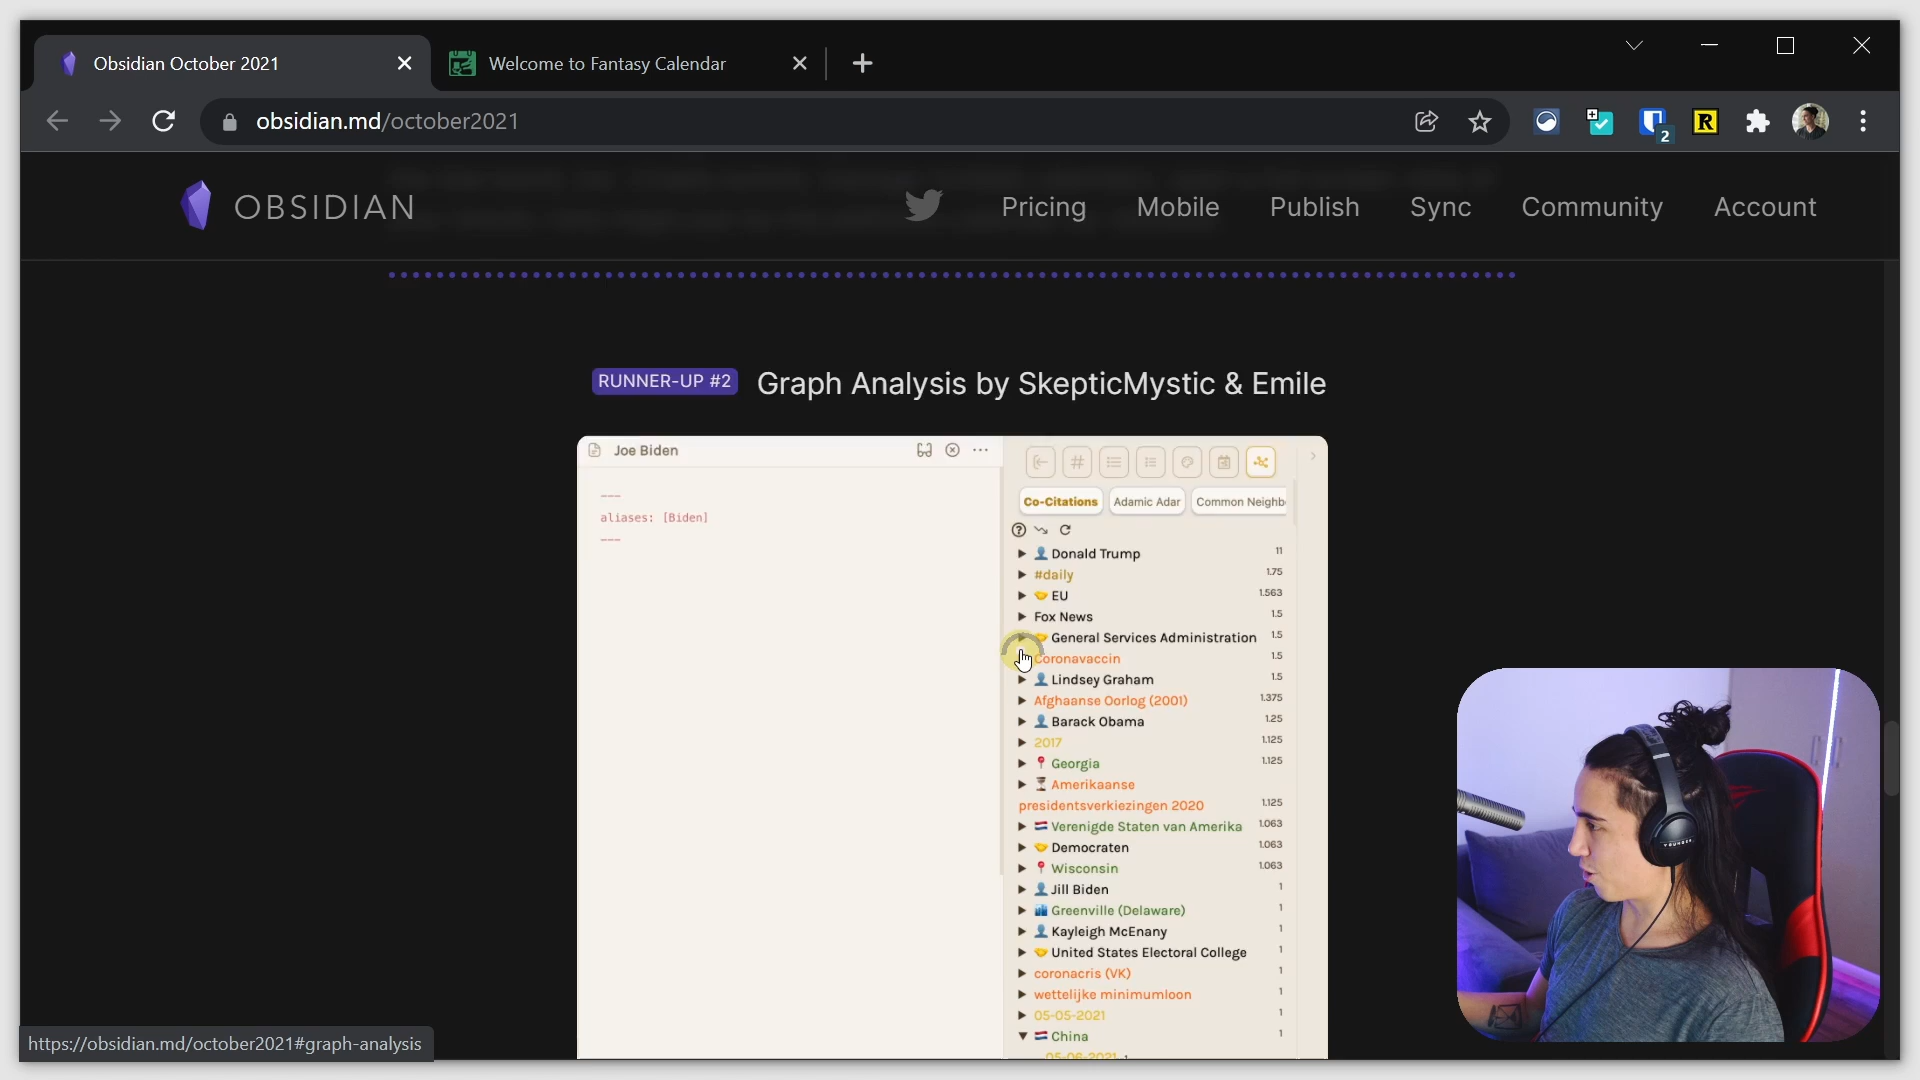 Obsidian October 2021
Welcome to Fantasy Calendar
obsidian.md/october2021
2
R
OBSIDIAN
Pricing
Mobile
Publish
Sync
Community
Account
RUNNER-UP #2
Graph Analysis by SkepticMystic & Emile
Joe Biden
---
aliases: [Biden]
---
Co-Citations
Adamic Adar
Common Neighb
Donald Trump 11
#daily 1.75
EU 1.563
Fox News 1.5
General Services Administration 1.5
Coronavaccin 1.5
Lindsey Graham 1.5
Afghaanse Oorlog (2001) 1.375
Barack Obama 1.25
2017 1.125
Georgia 1.125
Amerikaanse
presidentsverkiezingen 2020 1.125
Verenigde Staten van Amerika 1.063
Democraten 1.063
Wisconsin 1.063
Jill Biden 1
Greenville (Delaware) 1
Kayleigh McEnany 1
United States Electoral College 1
coronacris (VK) 1
wettelijke minimumloon 1
05-05-2021 1
China 1
05-06-2021
https://obsidian.md/october2021#graph-analysis